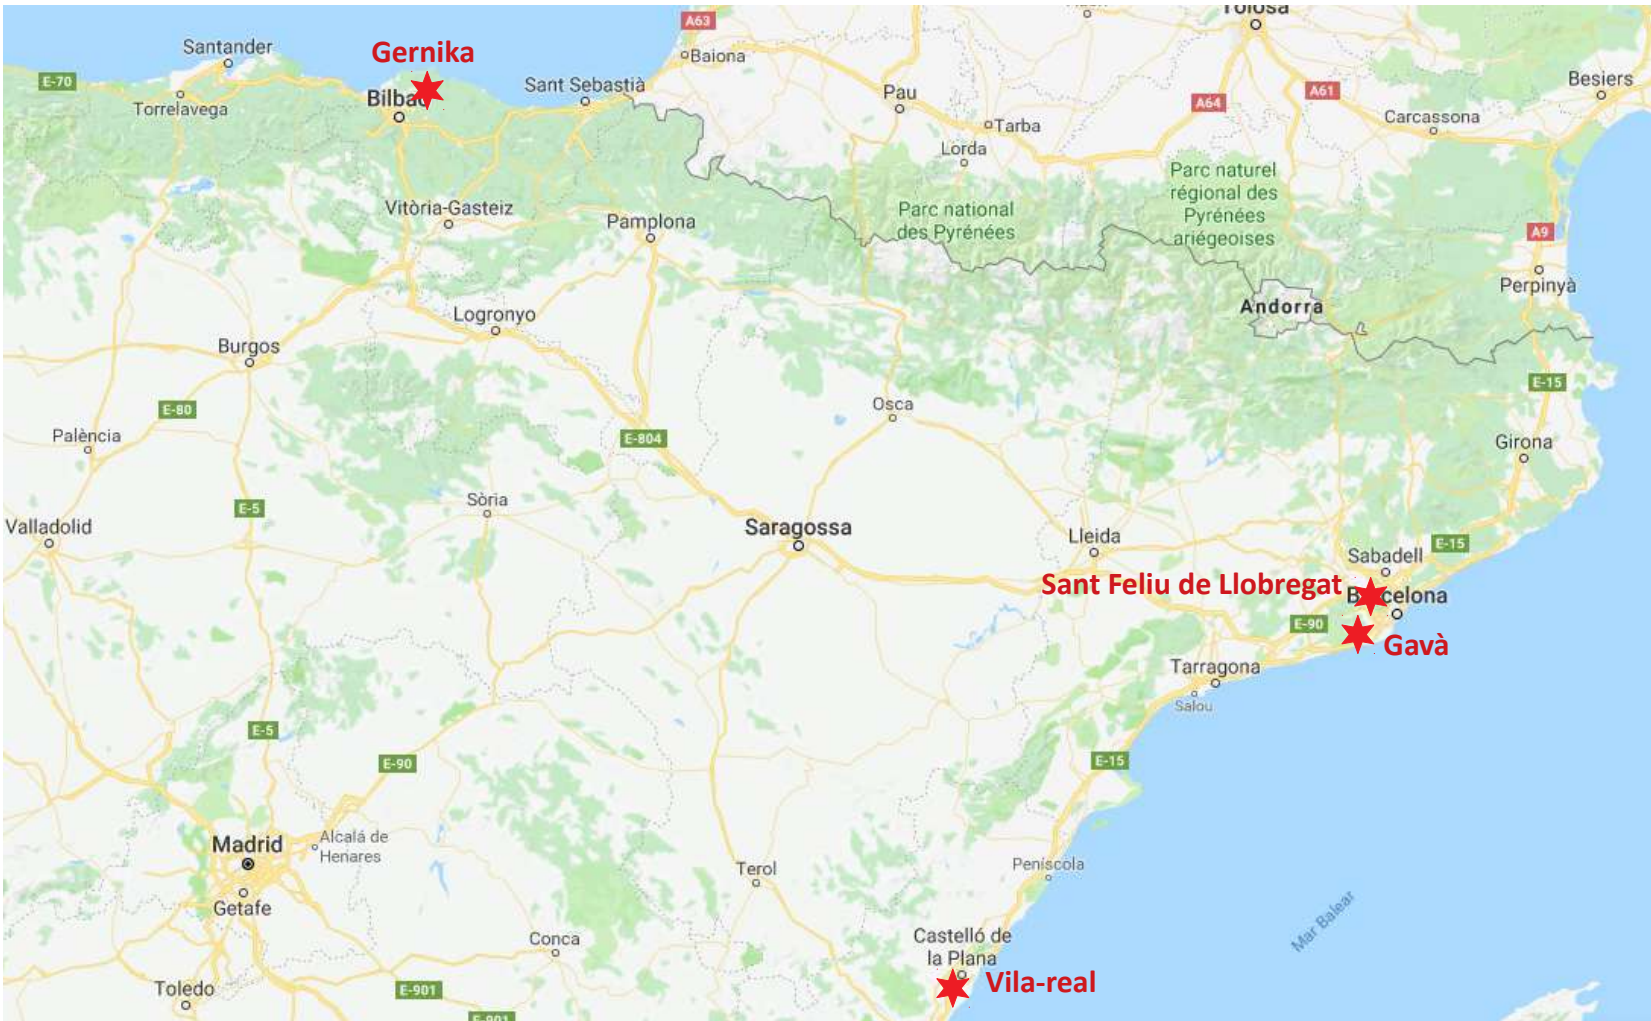 A63
Tolosa
Santander
Gernika
Baiona
E-70
Sant Sebastià
Besiers
Torrelavega
Bilbao
Pau
A64
A61
Tarba
Carcassona
Lorda
Parc naturel
régional des
Pyrénées
ariégeoises
Vitòria-Gasteiz
Pamplona
Parc national
des Pyrénées
A9
Perpinyà
Andorra
Logronyo
Burgos
E-15
E-80
Osca
Palència
E-804
Girona
Sòria
E-5
Valladolid
Saragossa
Lleida
E-15
Sabadell
Sant Feliu de Llobregat
Barcelona
E-90
Gavà
Tarragona
Salou
E-5
E-90
E-15
Madrid
Alcalá de
Henares
Terol
Peníscola
Getafe
Mar Balear
Conca
Castelló de
la Plana
Vila-real
Toledo
E-901
E-901